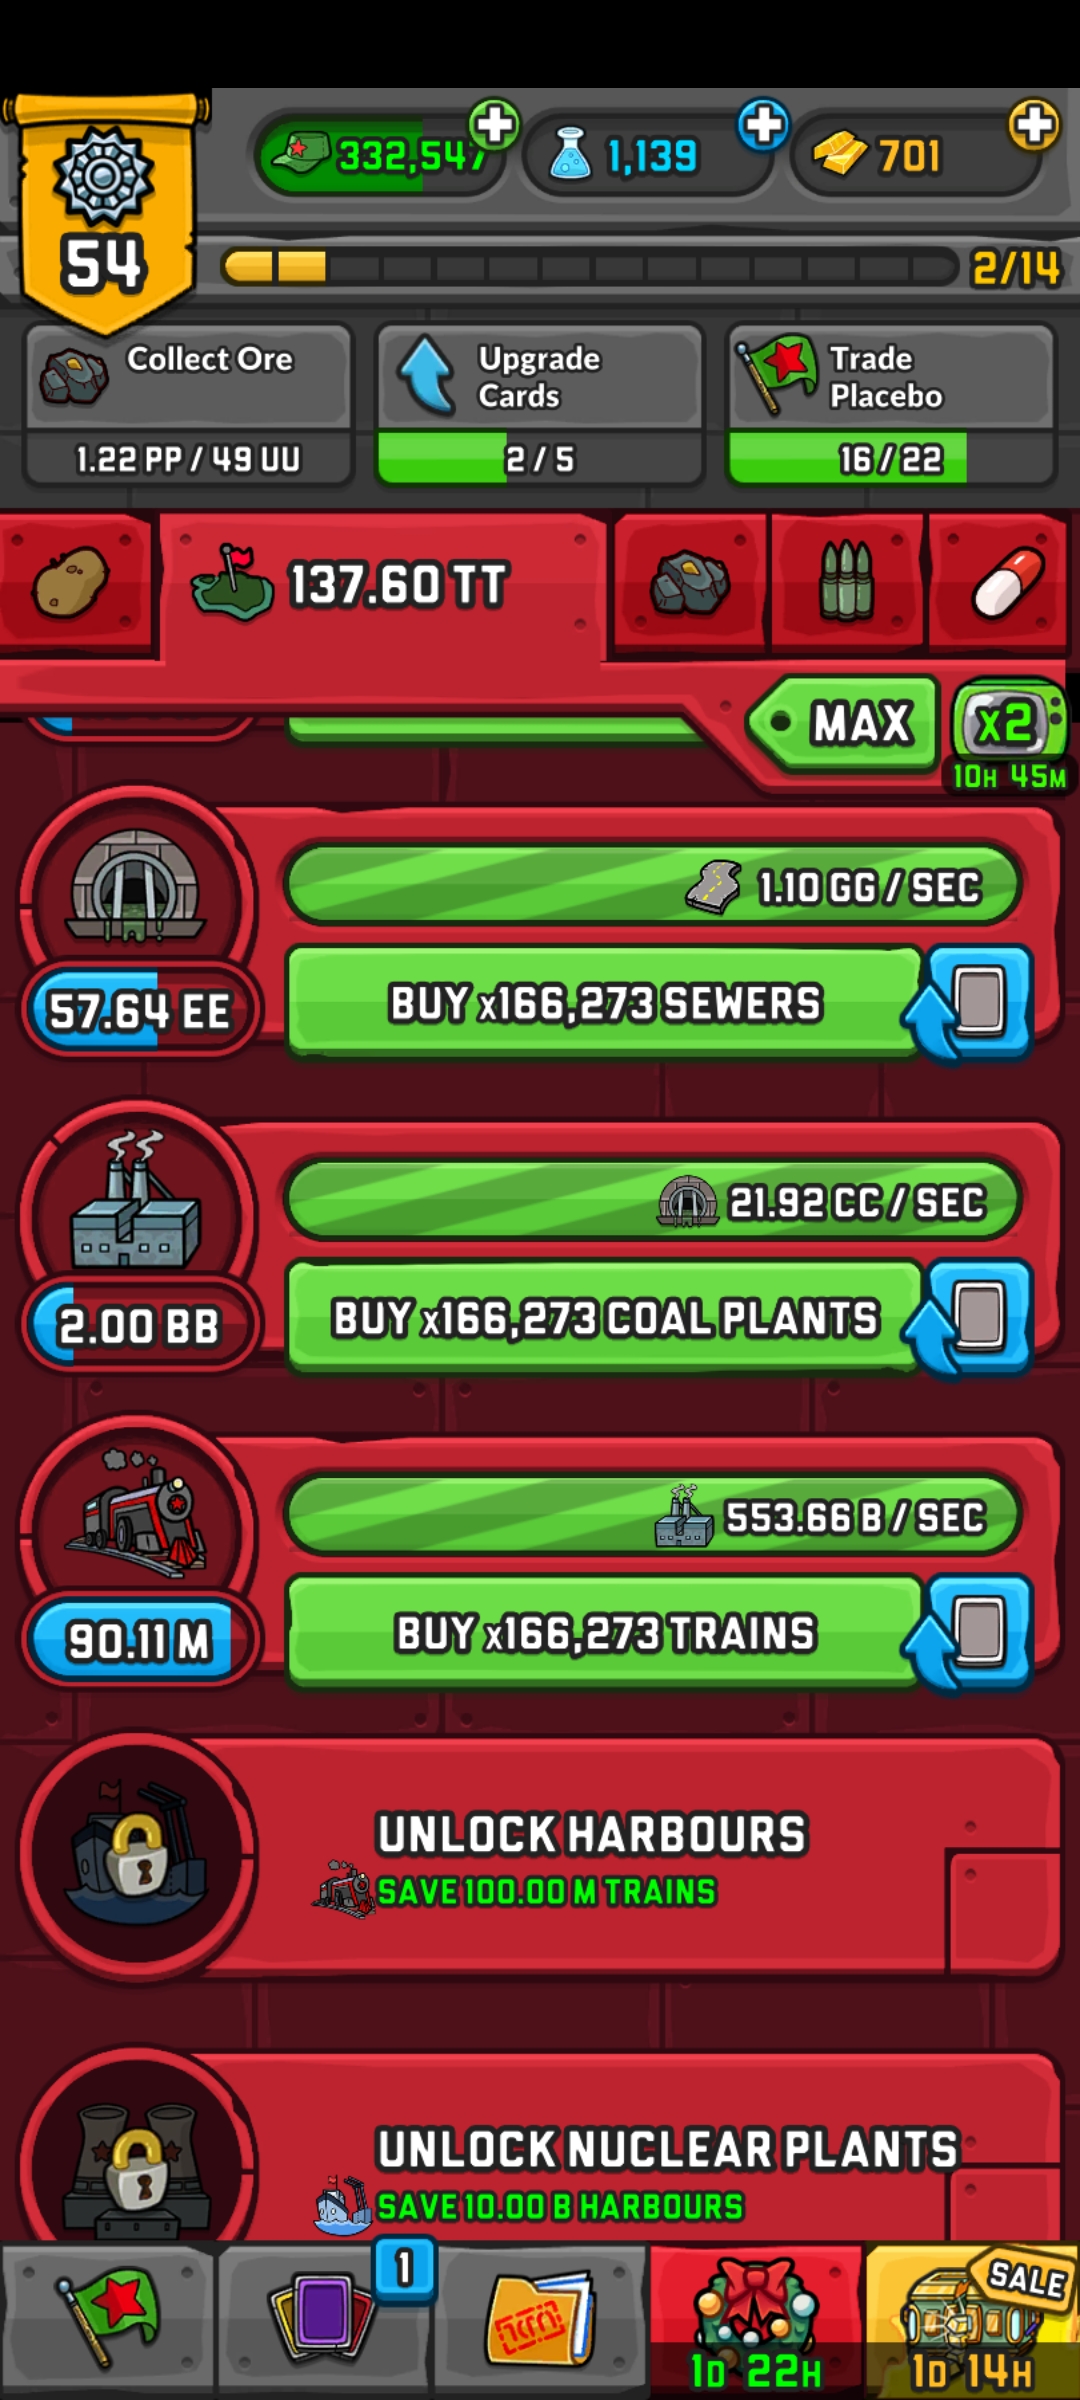 332,547
1,139
701
54
2/14
Collect Ore
1.22 PP / 49 UU
Upgrade
Cards
2 / 5
Trade
Placebo
16 / 22
137.60 TT
MAX
x2
10H 45M
1.10 GG / SEC
57.64 EE
BUY x166,273 SEWERS
21.92 CC / SEC
2.00 BB
BUY x166,273 COAL PLANTS
553.66 B / SEC
90.11 M
BUY x166,273 TRAINS
UNLOCK HARBOURS
SAVE 100.00 M TRAINS
UNLOCK NUCLEAR PLANTS
SAVE 10.00 B HARBOURS
1
SALE
1D 22H
1D 14H